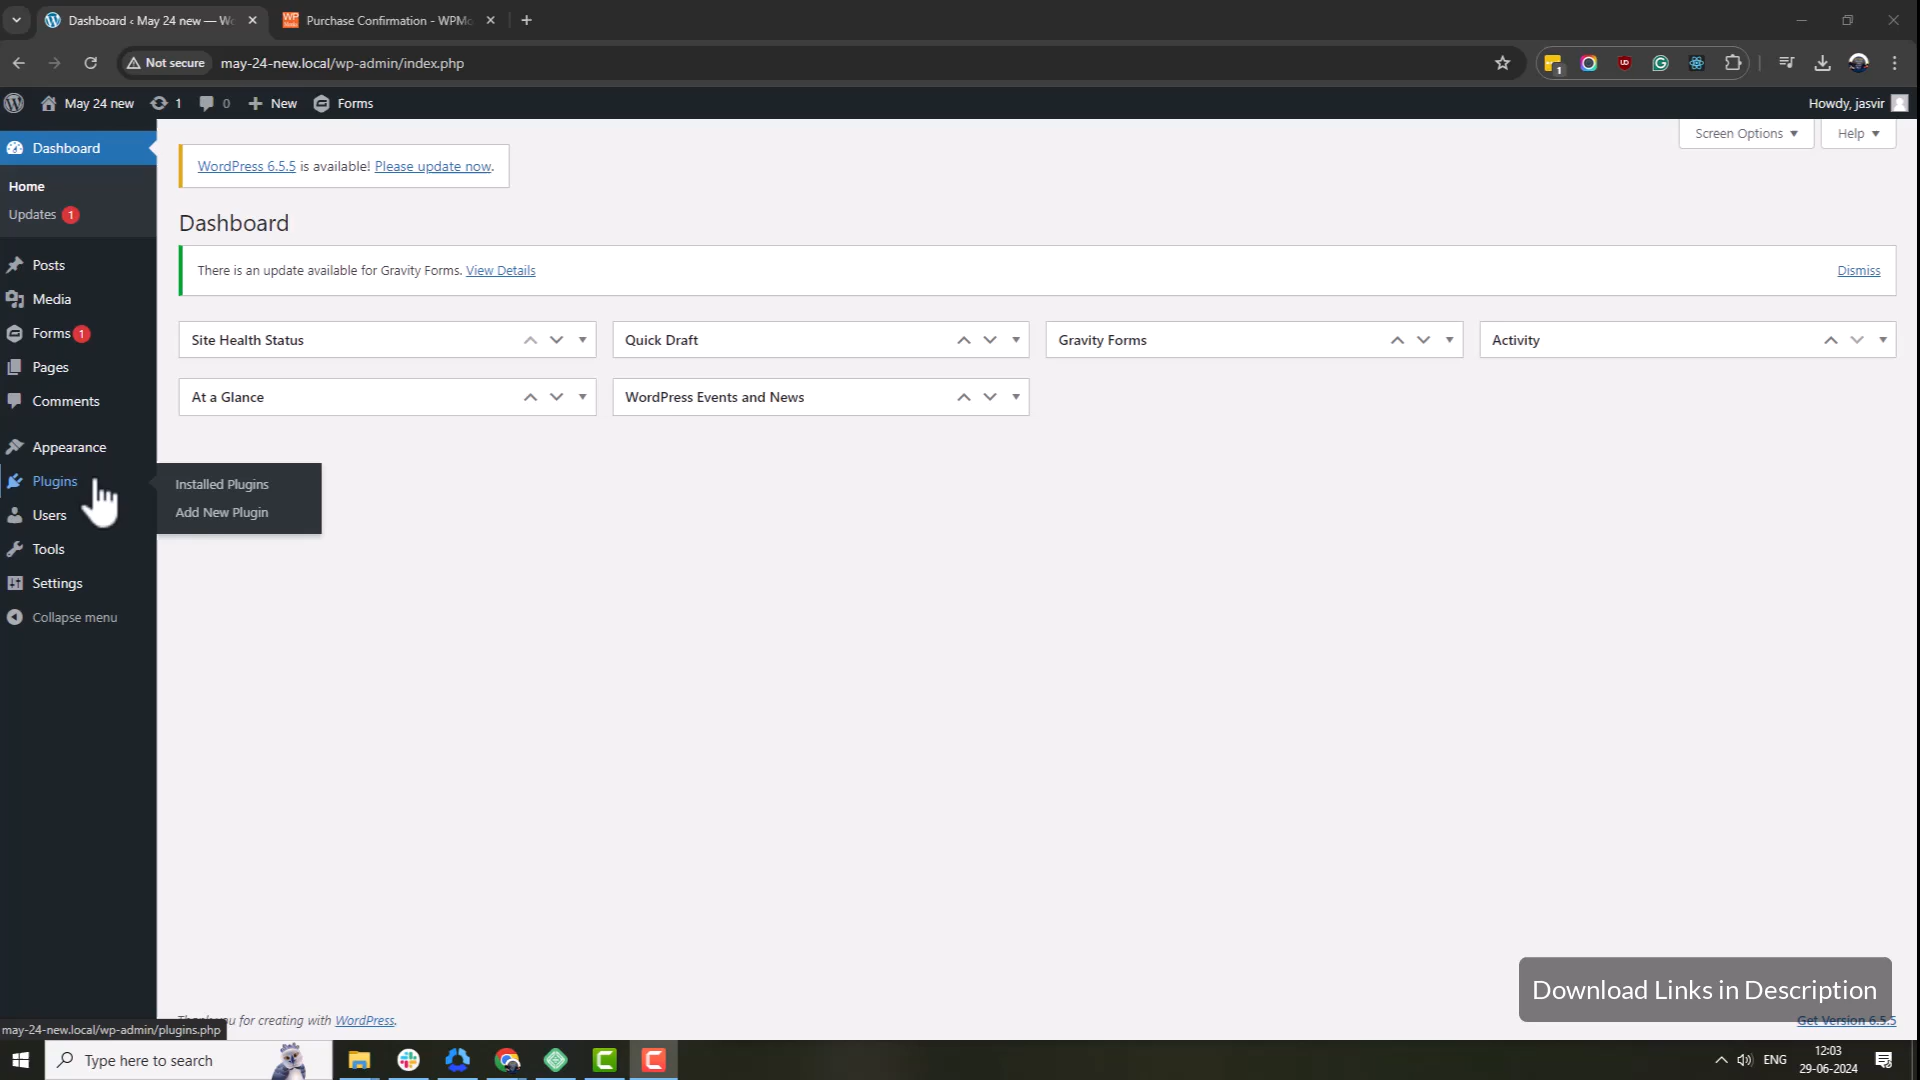 Dashboard ‹ May 24 new — Wo
Purchase Confirmation - WPMo
Not secure
may-24-new.local/wp-admin/index.php
May 24 new
1
0
New
Forms
Howdy, jasvir
Dashboard
Home
Updates 1
Posts
Media
Forms 1
Pages
Comments
Appearance
Plugins
Users
Tools
Settings
Collapse menu
Installed Plugins
Add New Plugin
Screen Options
Help
WordPress 6.5.5 is available! Please update now.
Dashboard
There is an update available for Gravity Forms. View Details
Dismiss
Site Health Status
Quick Draft
Gravity Forms
Activity
At a Glance
WordPress Events and News
Download Links in Description
for creating with WordPress.
Get Version 6.5.5
may-24-new.local/wp-admin/plugins.php
Type here to search
ENG
12:03
29-06-2024